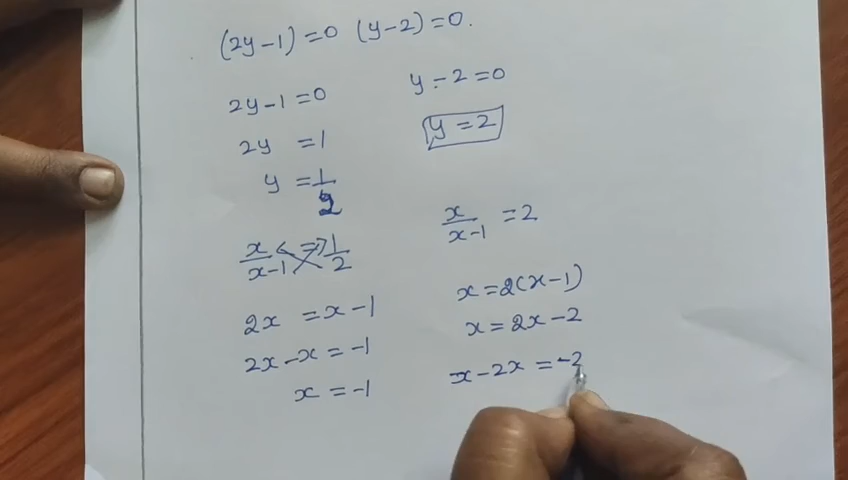 (2y-1)=0 (y-2)=0.
2y-1=0
2y =1
y =1/2
x/x-1 = 1/2
2x =x-1
2x-x=-1
x =-1
y-2=0
y=2
x/x-1 =2
x=2(x-1)
x=2x-2
x-2x=-2